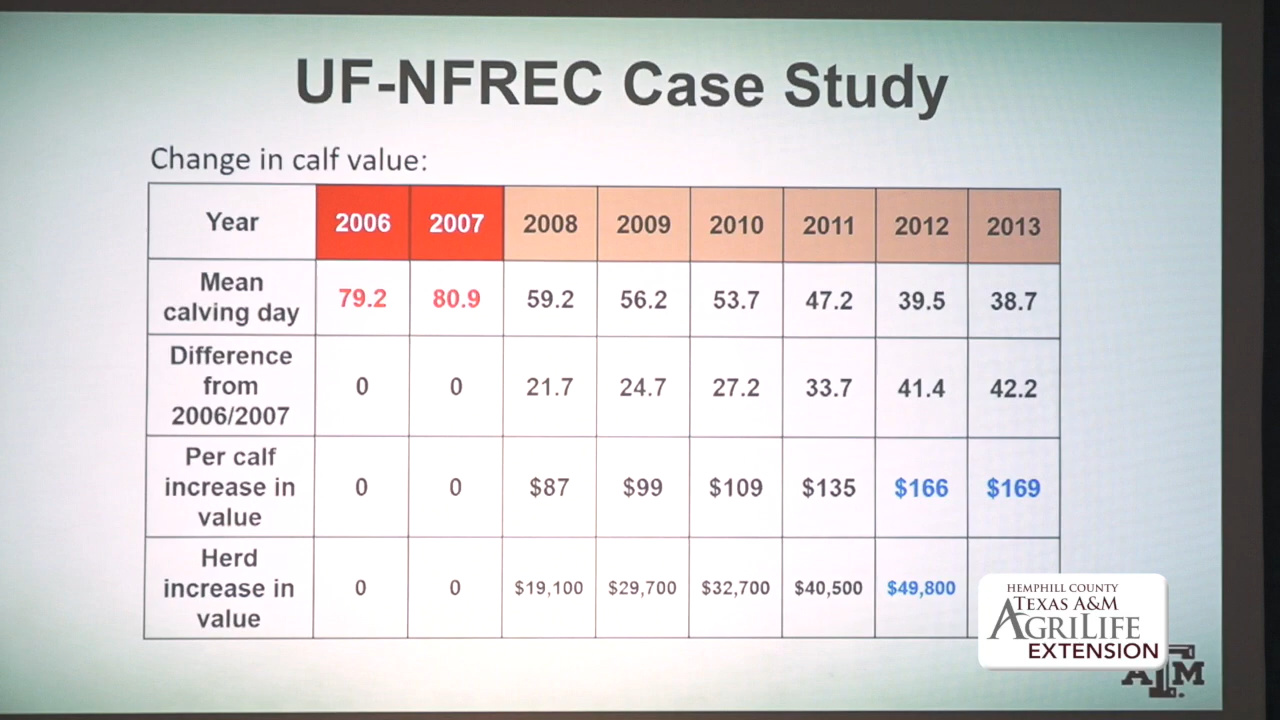 UF-NFREC Case Study
Change in calf value:
Year 2006 2007 2008 2009 2010 2011 2012 2013
Mean
calving day 79.2 80.9 59.2 56.2 53.7 47.2 39.5 38.7
Difference
from
2006/2007 0 0 21.7 24.7 27.2 33.7 41.4 42.2
Per calf
increase in
value 0 0 $87 $99 $109 $135 $166 $169
Herd
increase in
value 0 0 $19,100 $29,700 $32,700 $40,500 $49,800
HEMPHILL COUNTY
TEXAS A&M
AGRILIFE
EXTENSION
ATM